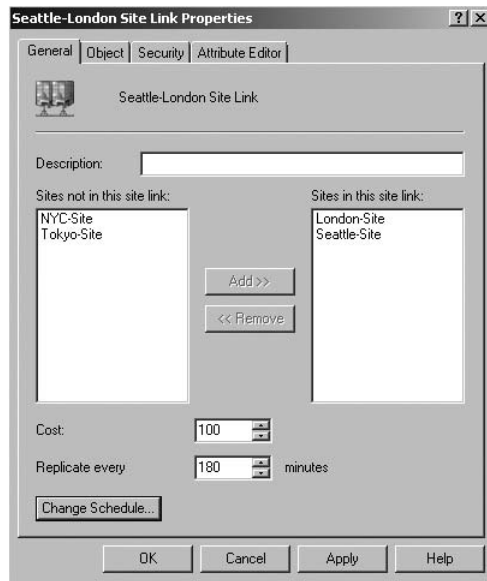 Seattle-London Site Link Properties
General Object Security Attribute Editor
Seattle-London Site Link
Description:
Sites not in this site link:
Sites in this site link:
NYC-Site
Tokyo-Site
London-Site
Seattle-Site
Add >>
<< Remove
Cost: 100
Replicate every 180 minutes
Change Schedule...
OK Cancel Apply Help